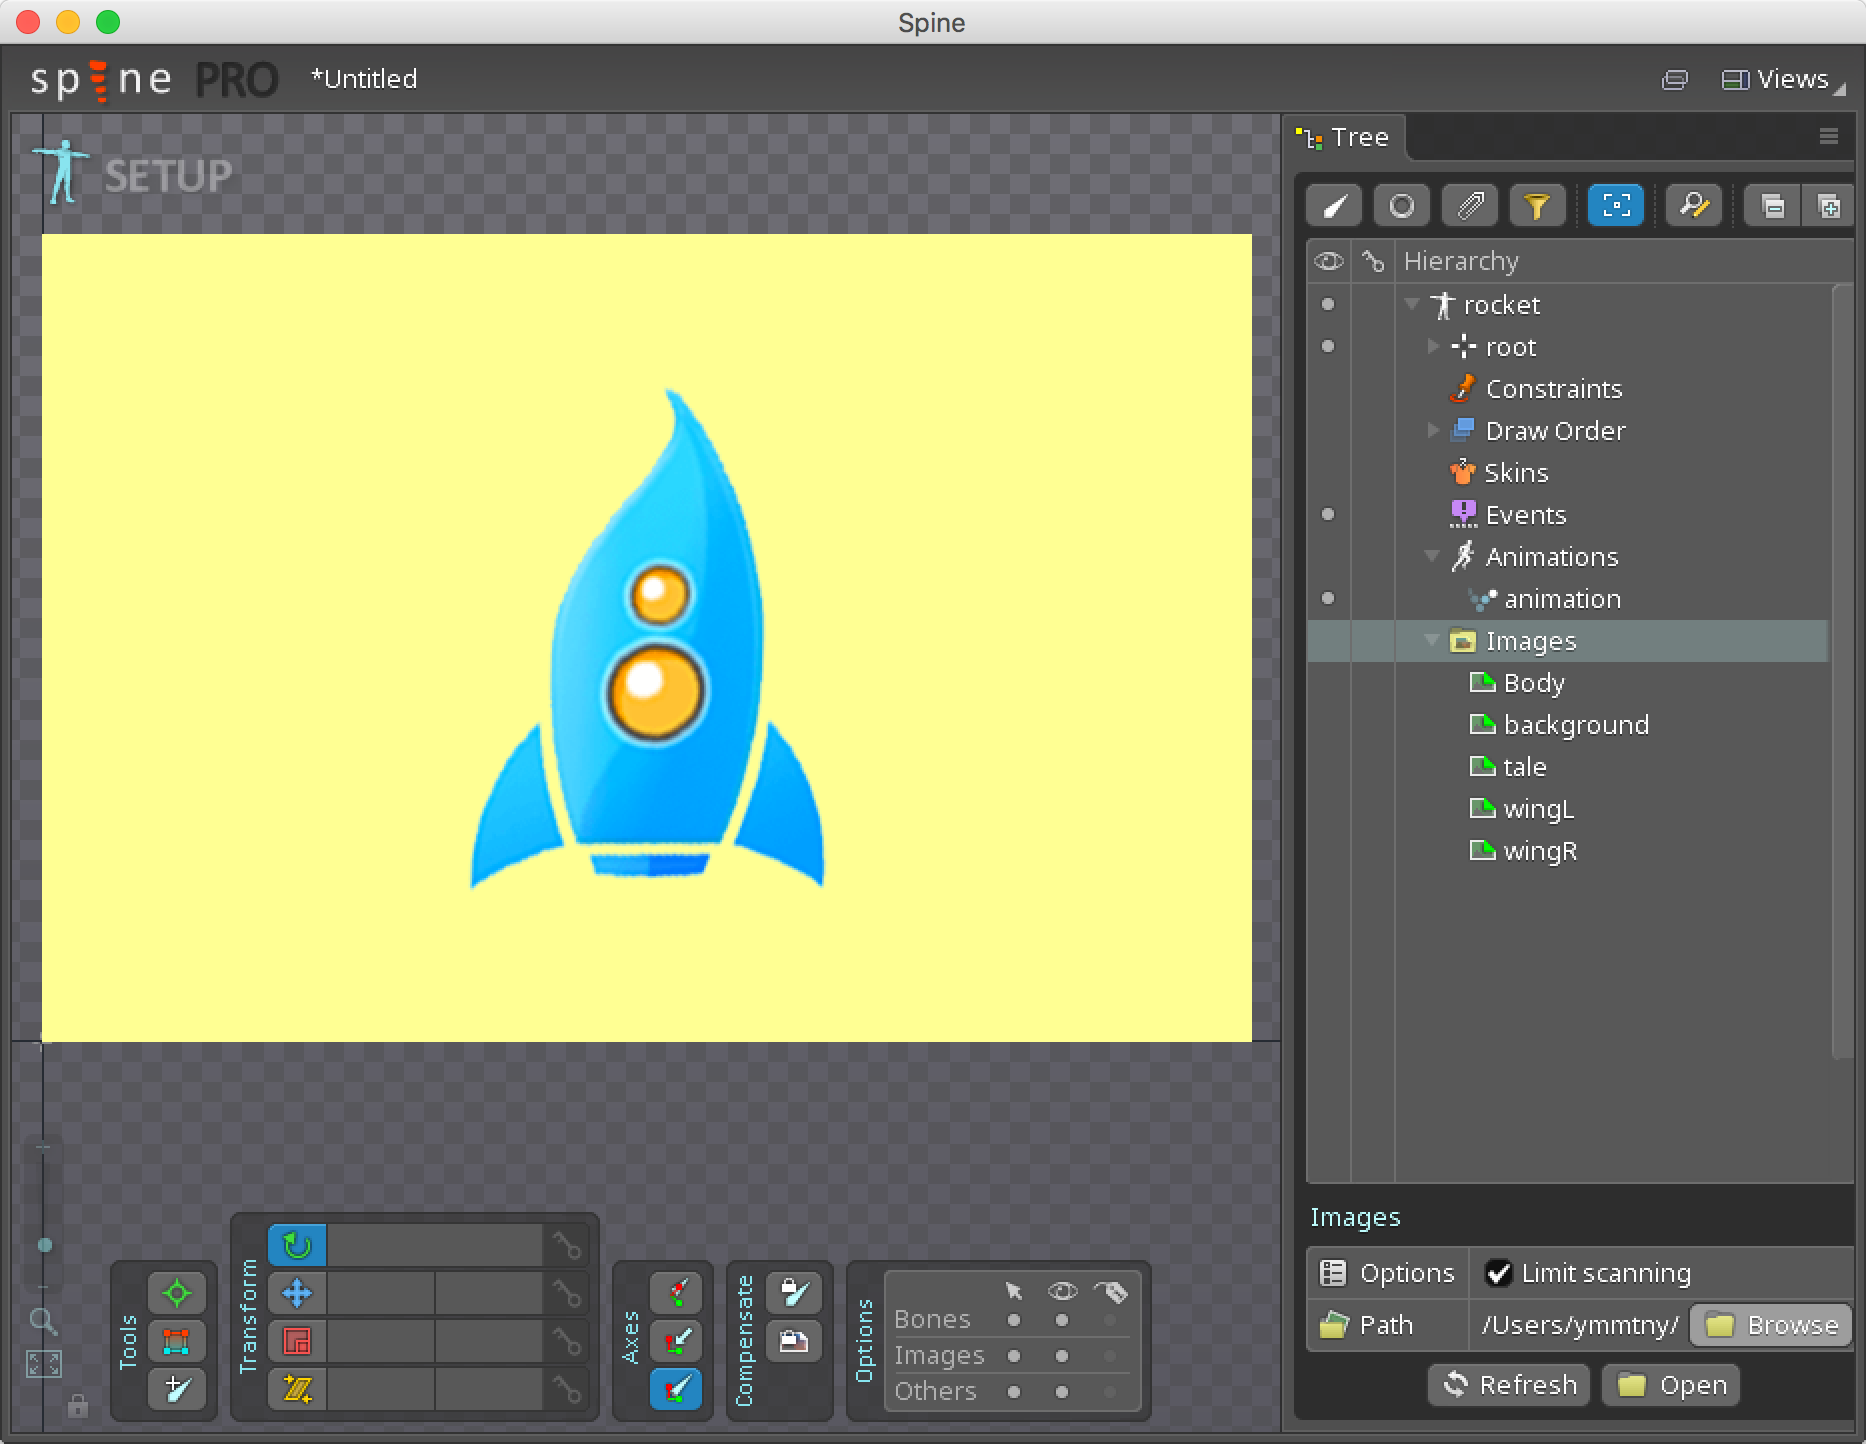 Spine
spine PRO *Untitled
Views
SETUP
Tree
Hierarchy
rocket
root
Constraints
Draw Order
Skins
Events
Animations
animation
Images
Body
background
tale
wingL
wingR
Images
Options Limit scanning
Path /Users/ymmtny/ Browse
Refresh Open
Tools
Transform
Axes
Compensate
Options
Bones
Images
Others